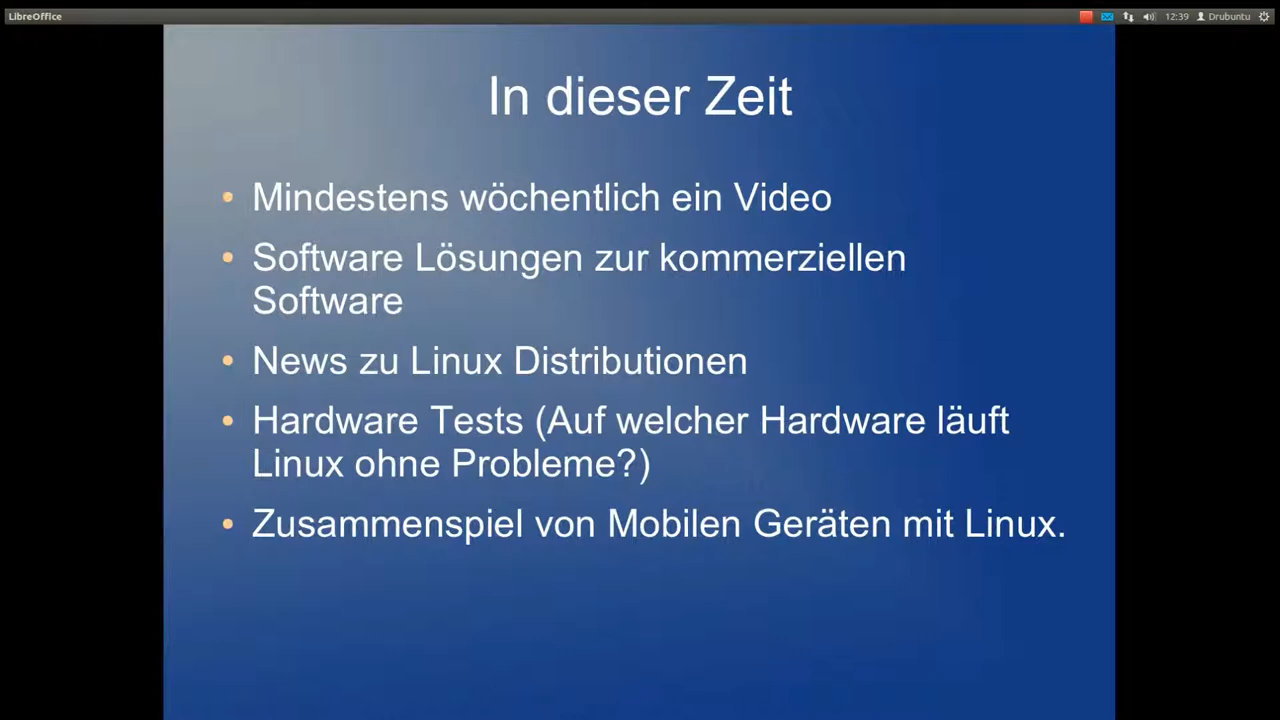 LibreOffice
12:39
Drubuntu
In dieser Zeit
Mindestens wöchentlich ein Video
Software Lösungen zur kommerziellen
Software
News zu Linux Distributionen
Hardware Tests (Auf welcher Hardware läuft
Linux ohne Probleme?)
Zusammenspiel von Mobilen Geräten mit Linux.